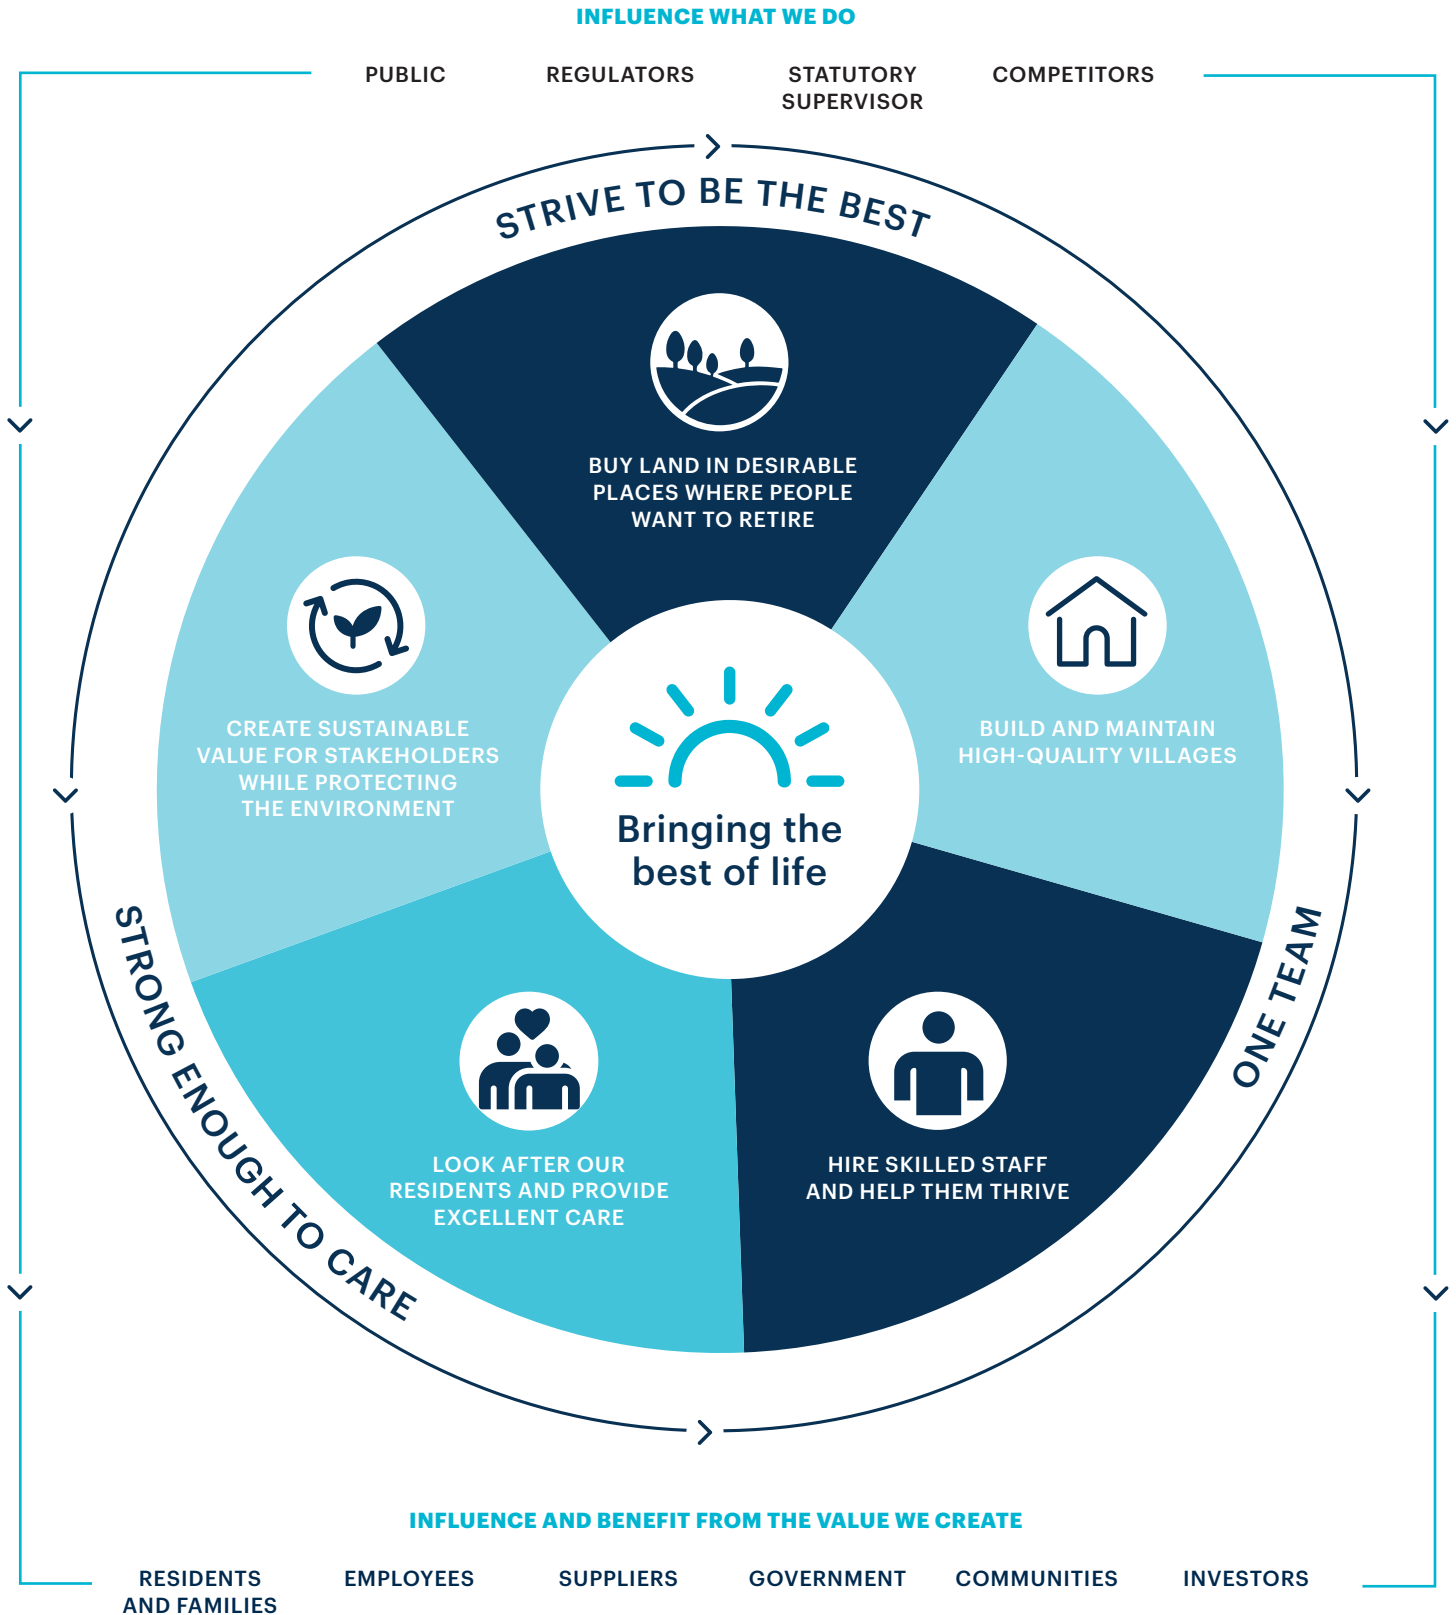 INFLUENCE WHAT WE DO
PUBLIC
REGULATORS
STATUTORY
SUPERVISOR
COMPETITORS
STRIVE TO BE THE BEST
BUY LAND IN DESIRABLE
PLACES WHERE PEOPLE
WANT TO RETIRE
CREATE SUSTAINABLE
VALUE FOR STAKEHOLDERS
WHILE PROTECTING
THE ENVIRONMENT
BUILD AND MAINTAIN
HIGH-QUALITY VILLAGES
Bringing the
best of life
STRONG ENOUGH TO CARE
ONE TEAM
LOOK AFTER OUR
RESIDENTS AND PROVIDE
EXCELLENT CARE
HIRE SKILLED STAFF
AND HELP THEM THRIVE
INFLUENCE AND BENEFIT FROM THE VALUE WE CREATE
RESIDENTS
AND FAMILIES
EMPLOYEES
SUPPLIERS
GOVERNMENT
COMMUNITIES
INVESTORS